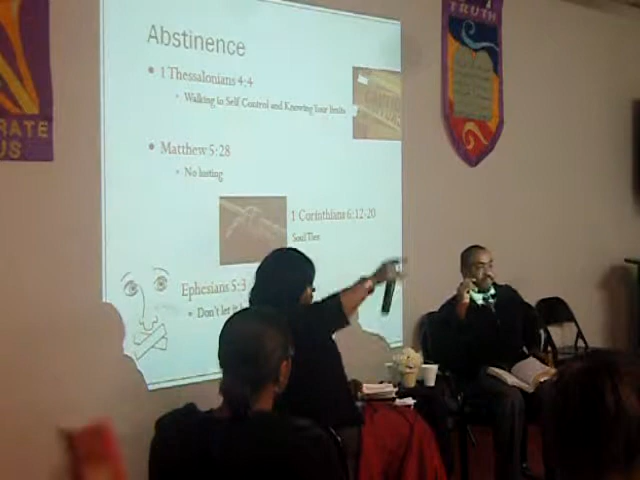 TRUTH
Abstinence
• 1 Thessalonians 4:4
• Walking in Self Control and Knowing Your limits
RATE
US
• Matthew 5:28
• No lusting
1 Corinthians 6:12-20
Soul Ties
Ephesians 5:3
• Don't let